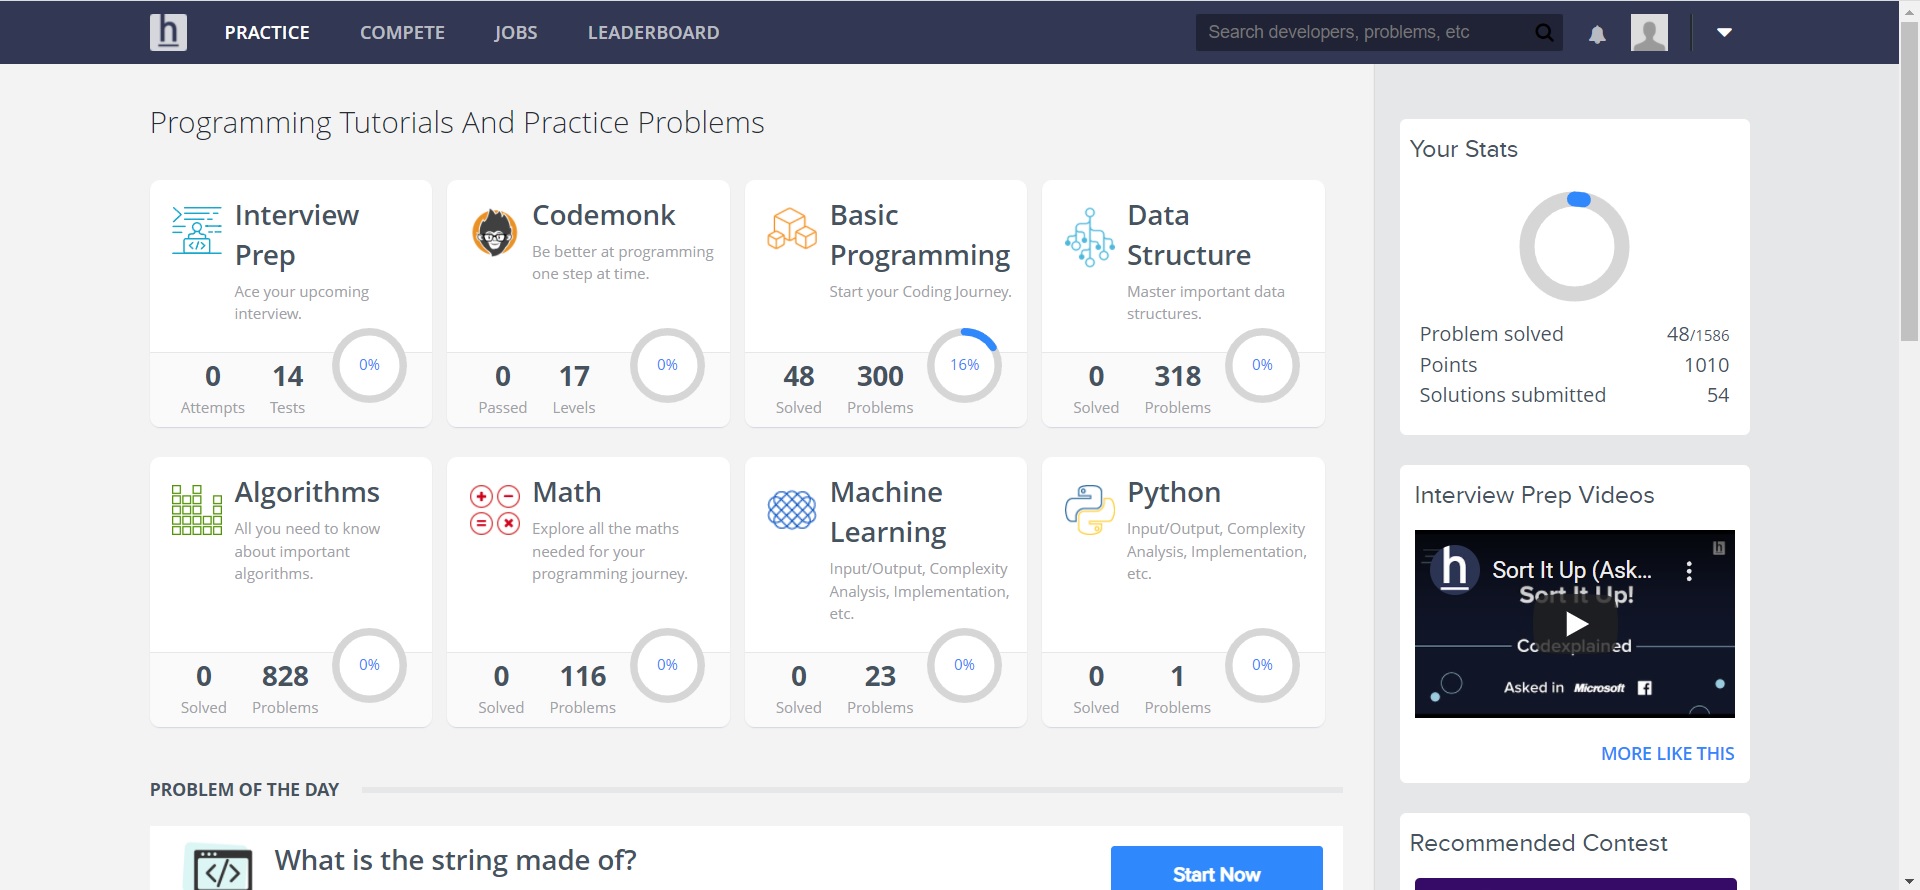 h PRACTICE COMPETE JOBS LEADERBOARD Search developers, problems, etc
Programming Tutorials And Practice Problems
Interview
Prep
Ace your upcoming
interview.
0%
0 14
Attempts Tests
Codemonk
Be better at programming
one step at time.
0%
0 17
Passed Levels
Basic
Programming
Start your Coding Journey.
16%
48 300
Solved Problems
Data
Structure
Master important data
structures.
0%
0 318
Solved Problems
Algorithms
All you need to know
about important
algorithms.
0%
0 828
Solved Problems
Math
Explore all the maths
needed for your
programming journey.
0%
0 116
Solved Problems
Machine
Learning
Input/Output, Complexity
Analysis, Implementation,
etc.
0%
0 23
Solved Problems
Python
Input/Output, Complexity
Analysis, Implementation,
etc.
0%
0 1
Solved Problems
PROBLEM OF THE DAY
What is the string made of?
Start Now
Your Stats
Problem solved 48/1586
Points 1010
Solutions submitted 54
Interview Prep Videos
h Sort It Up (Ask... h
Sort It Up!
Codexplained
Asked in Microsoft f
MORE LIKE THIS
Recommended Contest